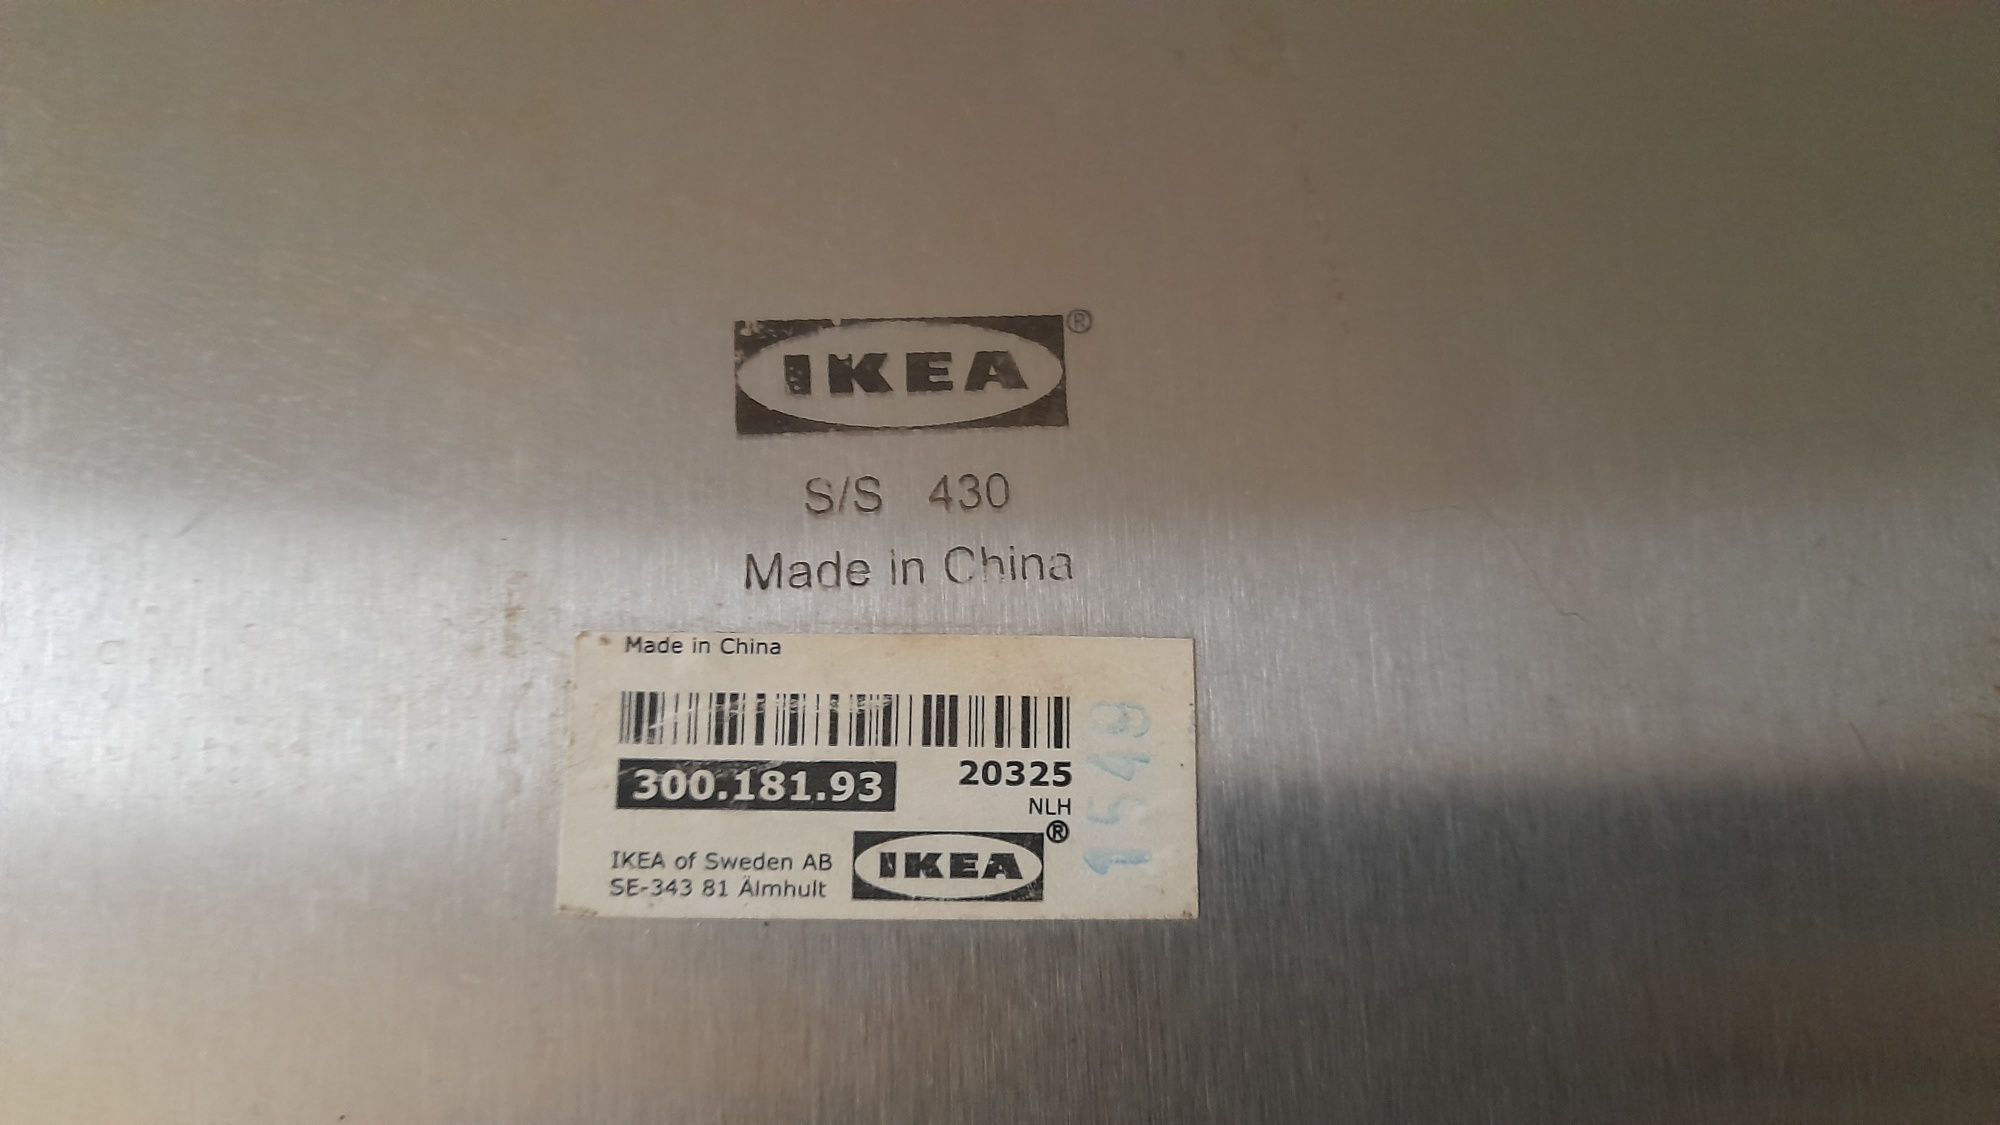 IKEA®
S/S 430
Made in China
Made in China
300.181.93 20325
NLH
1549
IKEA of Sweden AB
SE-343 81 Älmhult
IKEA®